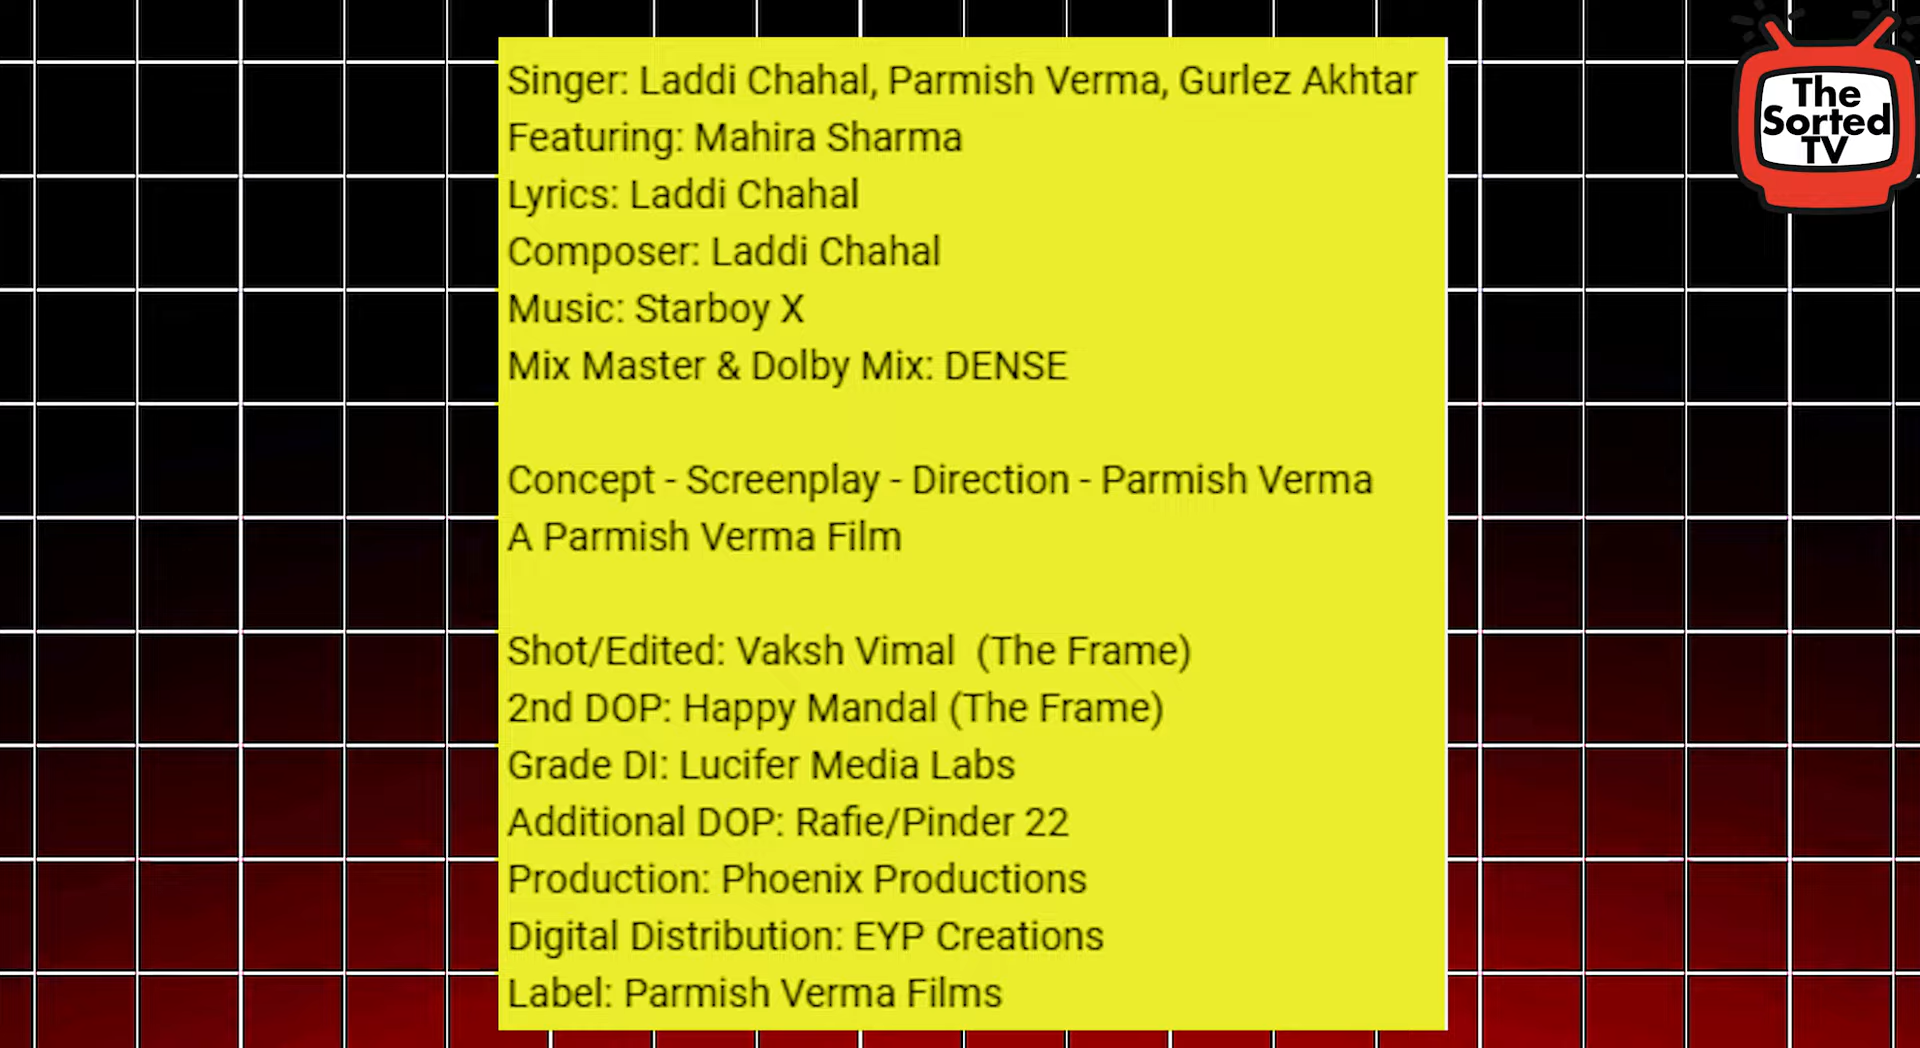 Singer: Laddi Chahal, Parmish Verma, Gurlez Akhtar
Featuring: Mahira Sharma
Lyrics: Laddi Chahal
Composer: Laddi Chahal
Music: Starboy X
Mix Master & Dolby Mix: DENSE
Concept - Screenplay - Direction - Parmish Verma
A Parmish Verma Film
Shot/Edited: Vaksh Vimal  (The Frame)
2nd DOP: Happy Mandal (The Frame)
Grade DI: Lucifer Media Labs
Additional DOP: Rafie/Pinder 22
Production: Phoenix Productions
Digital Distribution: EYP Creations
Label: Parmish Verma Films
The
Sorted
TV